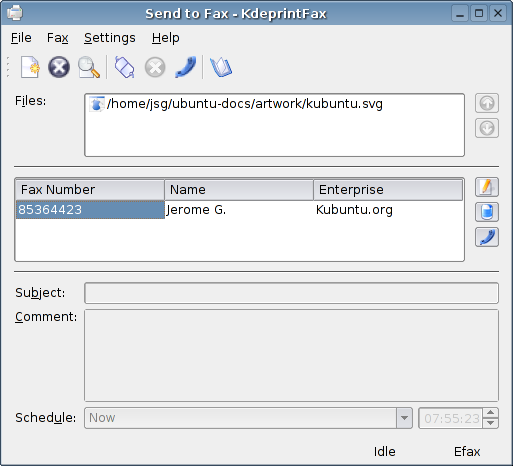 Send to Fax - KdeprintFax
File Fax Settings Help
Files: /home/jsg/ubuntu-docs/artwork/kubuntu.svg
Fax Number Name Enterprise
85364423 Jerome G. Kubuntu.org
Subject:
Comment:
Schedule: Now 07:55:23
Idle Efax